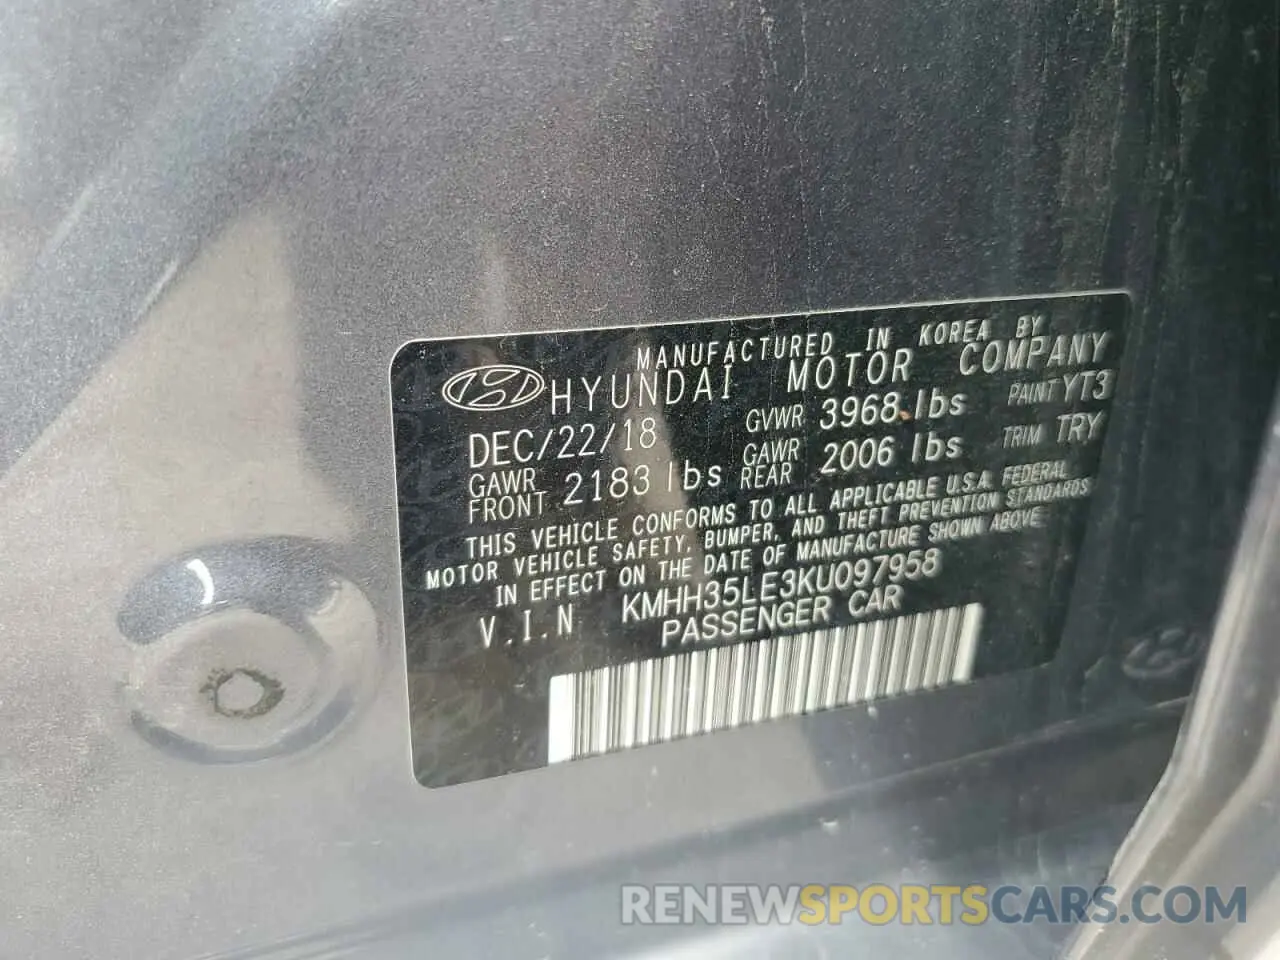 MANUFACTURED IN KOREA BY
HYUNDAI MOTOR COMPANY
DEC/22/18 GVWR 3968 lbs PAINT YT3
GAWR FRONT 2183 lbs GAWR REAR 2006 lbs TRIM TRY
THIS VEHICLE CONFORMS TO ALL APPLICABLE U.S.A. FEDERAL
MOTOR VEHICLE SAFETY, BUMPER, AND THEFT PREVENTION STANDARDS
IN EFFECT ON THE DATE OF MANUFACTURE SHOWN ABOVE
V.I.N KMHH35LE3KU097958
PASSENGER CAR
RENEWSPORTSCARS.COM